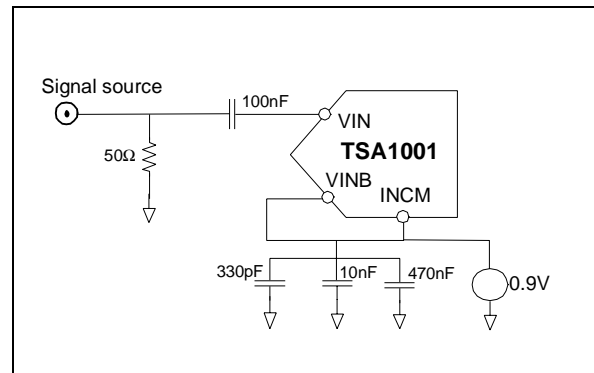 Signal source
100nF
VIN
50Ω
TSA1001
VINB
INCM
330pF
10nF
470nF
0.9V